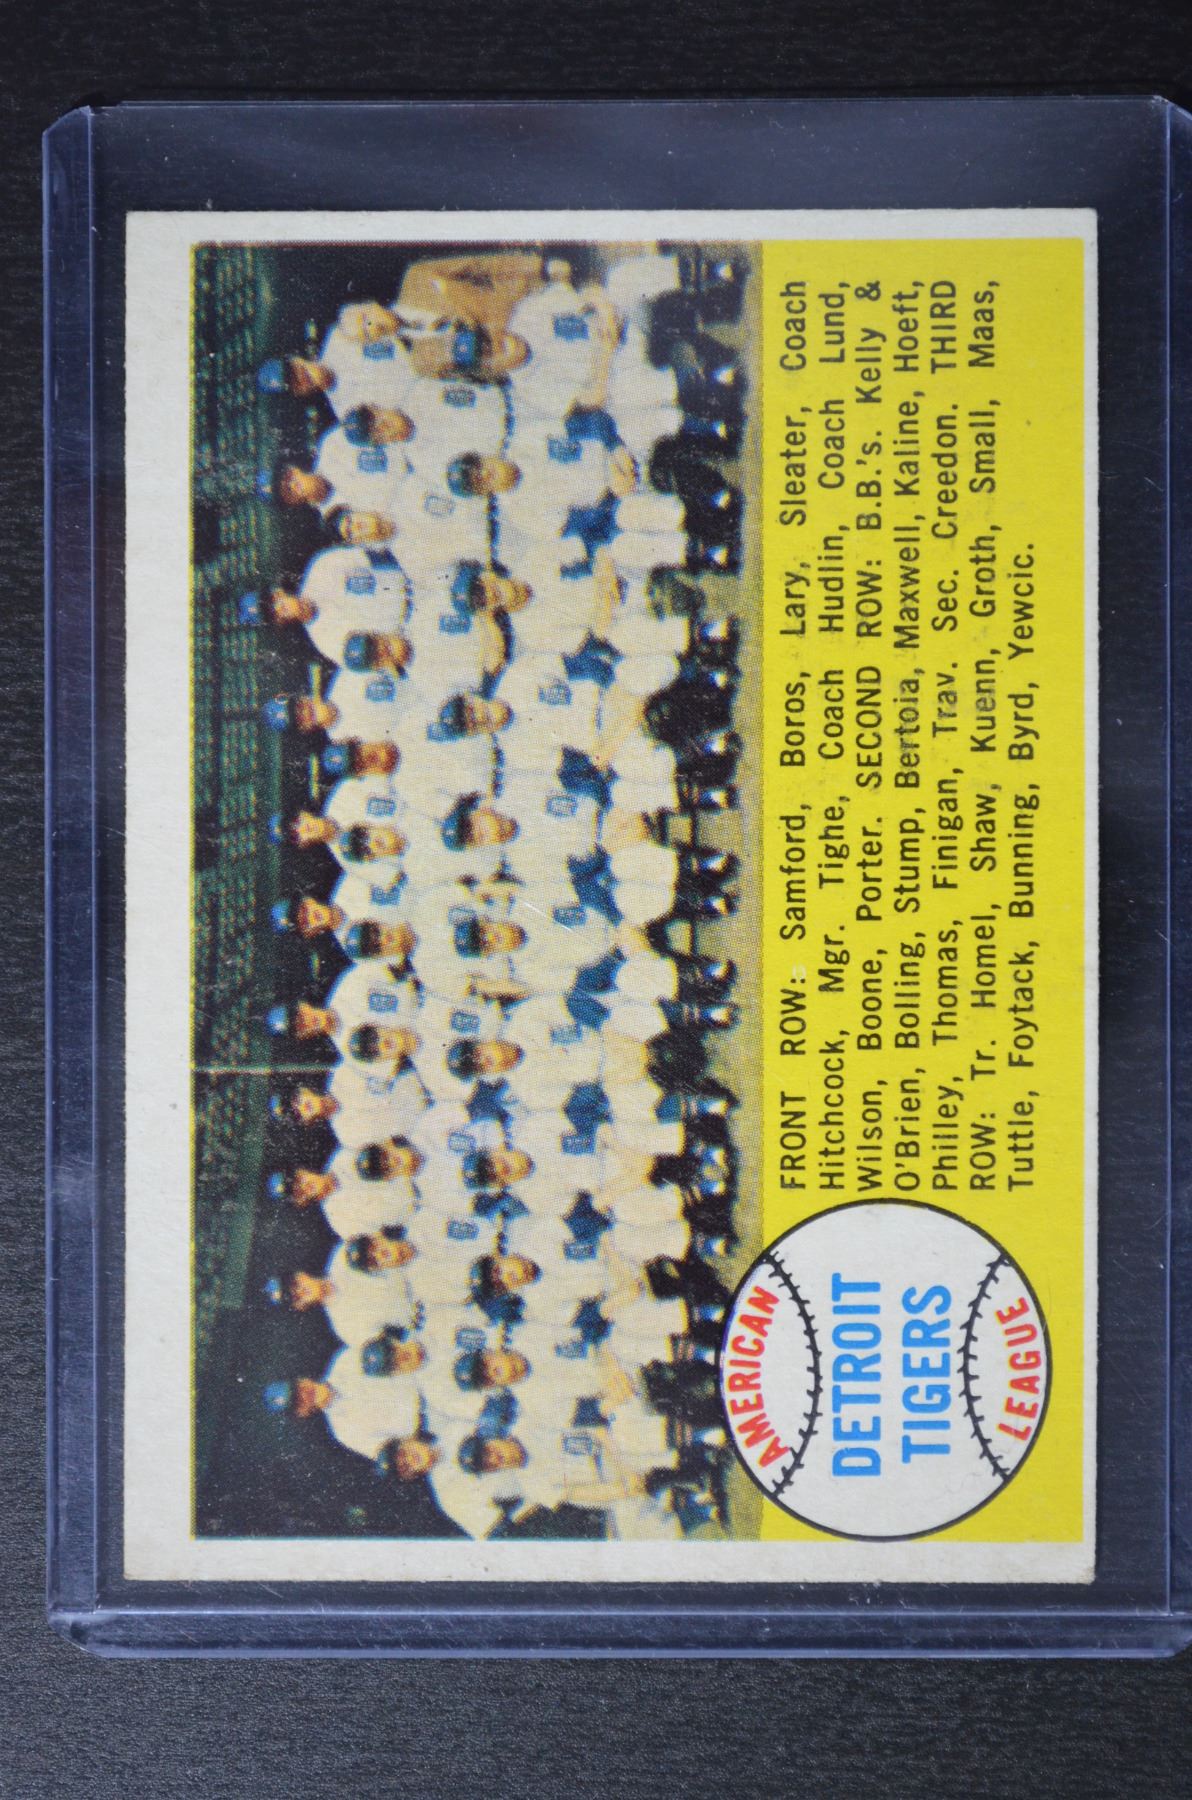 FRONT ROW: Samford, Boros, Lary, Sleater, Coach
Hitchcock, Mgr. Tighe, Coach Hudlin, Coach Lund,
Wilson, Boone, Porter. SECOND ROW: B.B.'s. Kelly &
O'Brien, Bolling, Stump, Bertoia, Maxwell, Kaline, Hoeft,
Philley, Thomas, Finigan, Trav. Sec. Creedon. THIRD
ROW: Tr. Homel, Shaw, Kuenn, Groth, Small, Maas,
Tuttle, Foytack, Bunning, Byrd, Yewcic.
AMERICAN
DETROIT
TIGERS
LEAGUE